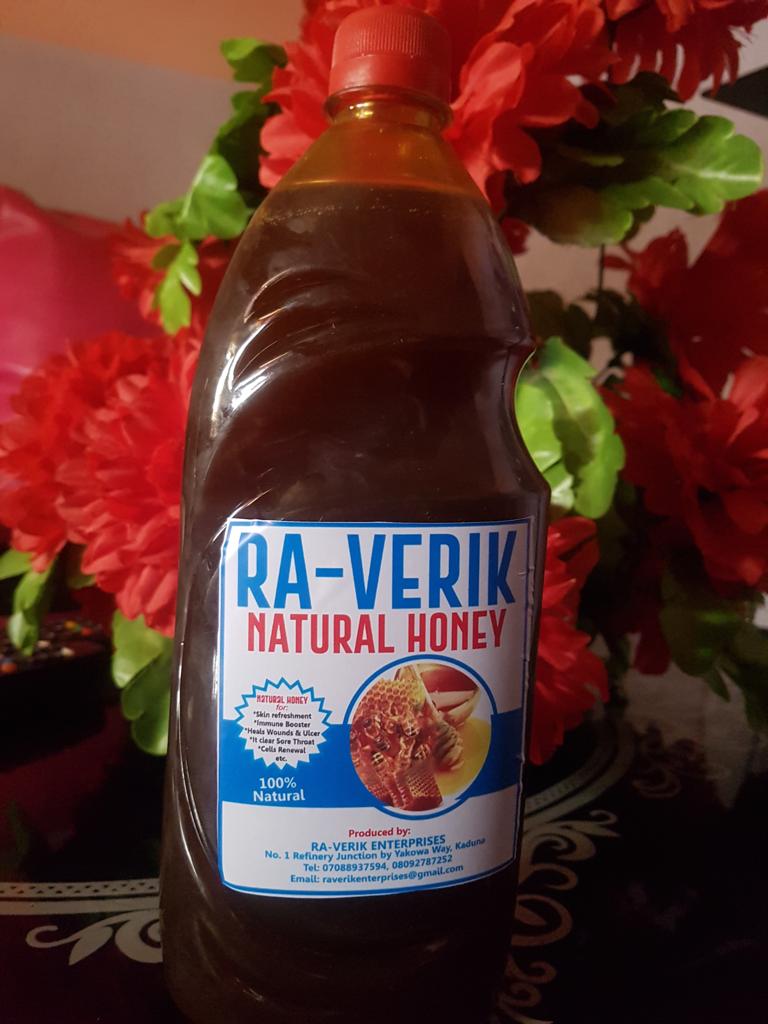 RA-VERIK
NATURAL HONEY
NATURAL HONEY
for:
*Skin refreshment
*Immune Booster
*Heals Wounds & Ulcer
*It clear Sore Throat
*Cells Renewal
etc.
100%
Natural
Produced by:
RA-VERIK ENTERPRISES
No. 1 Refinery Junction by Yakowa Way, Kaduna
Tel: 07088937594, 08092787252
Email: raverikenterprises@gmail.com